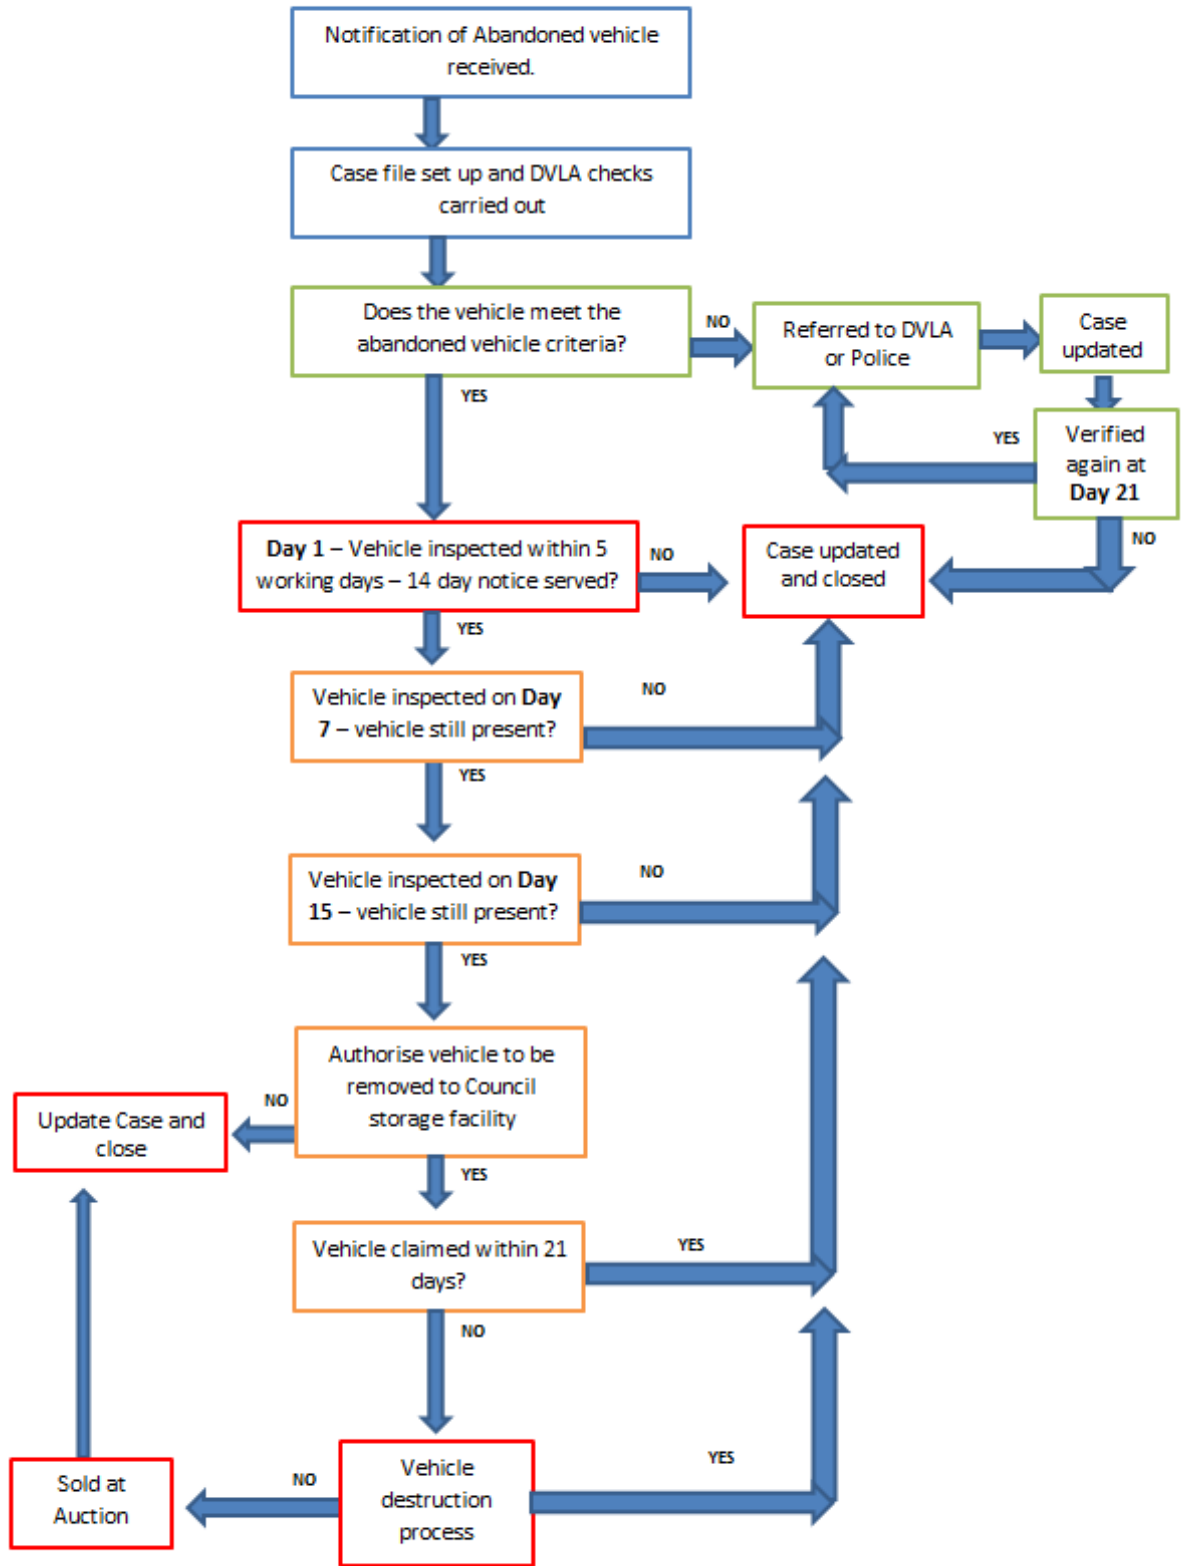 Notification of Abandoned vehicle
received.
Case file set up and DVLA checks
carried out
Does the vehicle meet the
abandoned vehicle criteria?
NO
Referred to DVLA
or Police
Case
updated
YES
YES
Verified
again at
Day 21
NO
Day 1 – Vehicle inspected within 5
working days – 14 day notice served?
NO
Case updated
and closed
YES
Vehicle inspected on Day
7 – vehicle still present?
NO
YES
Vehicle inspected on Day
15 – vehicle still present?
NO
YES
Authorise vehicle to be
removed to Council
storage facility
NO
Update Case and
close
YES
Vehicle claimed within 21
days?
YES
NO
Vehicle
destruction
process
YES
NO
Sold at
Auction